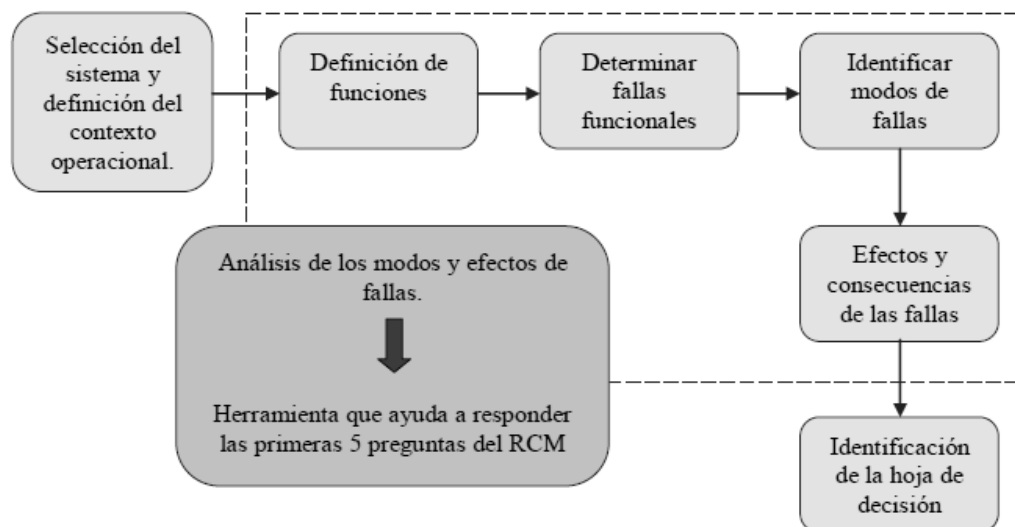 Selección del
sistema y
definición del
contexto
operacional.
Definición de
funciones
Determinar
fallas
funcionales
Identificar
modos de
fallas
Efectos y
consecuencias
de las fallas
Análisis de los modos y efectos de
fallas.
Herramienta que ayuda a responder
las primeras 5 preguntas del RCM
Identificación
de la hoja de
decisión